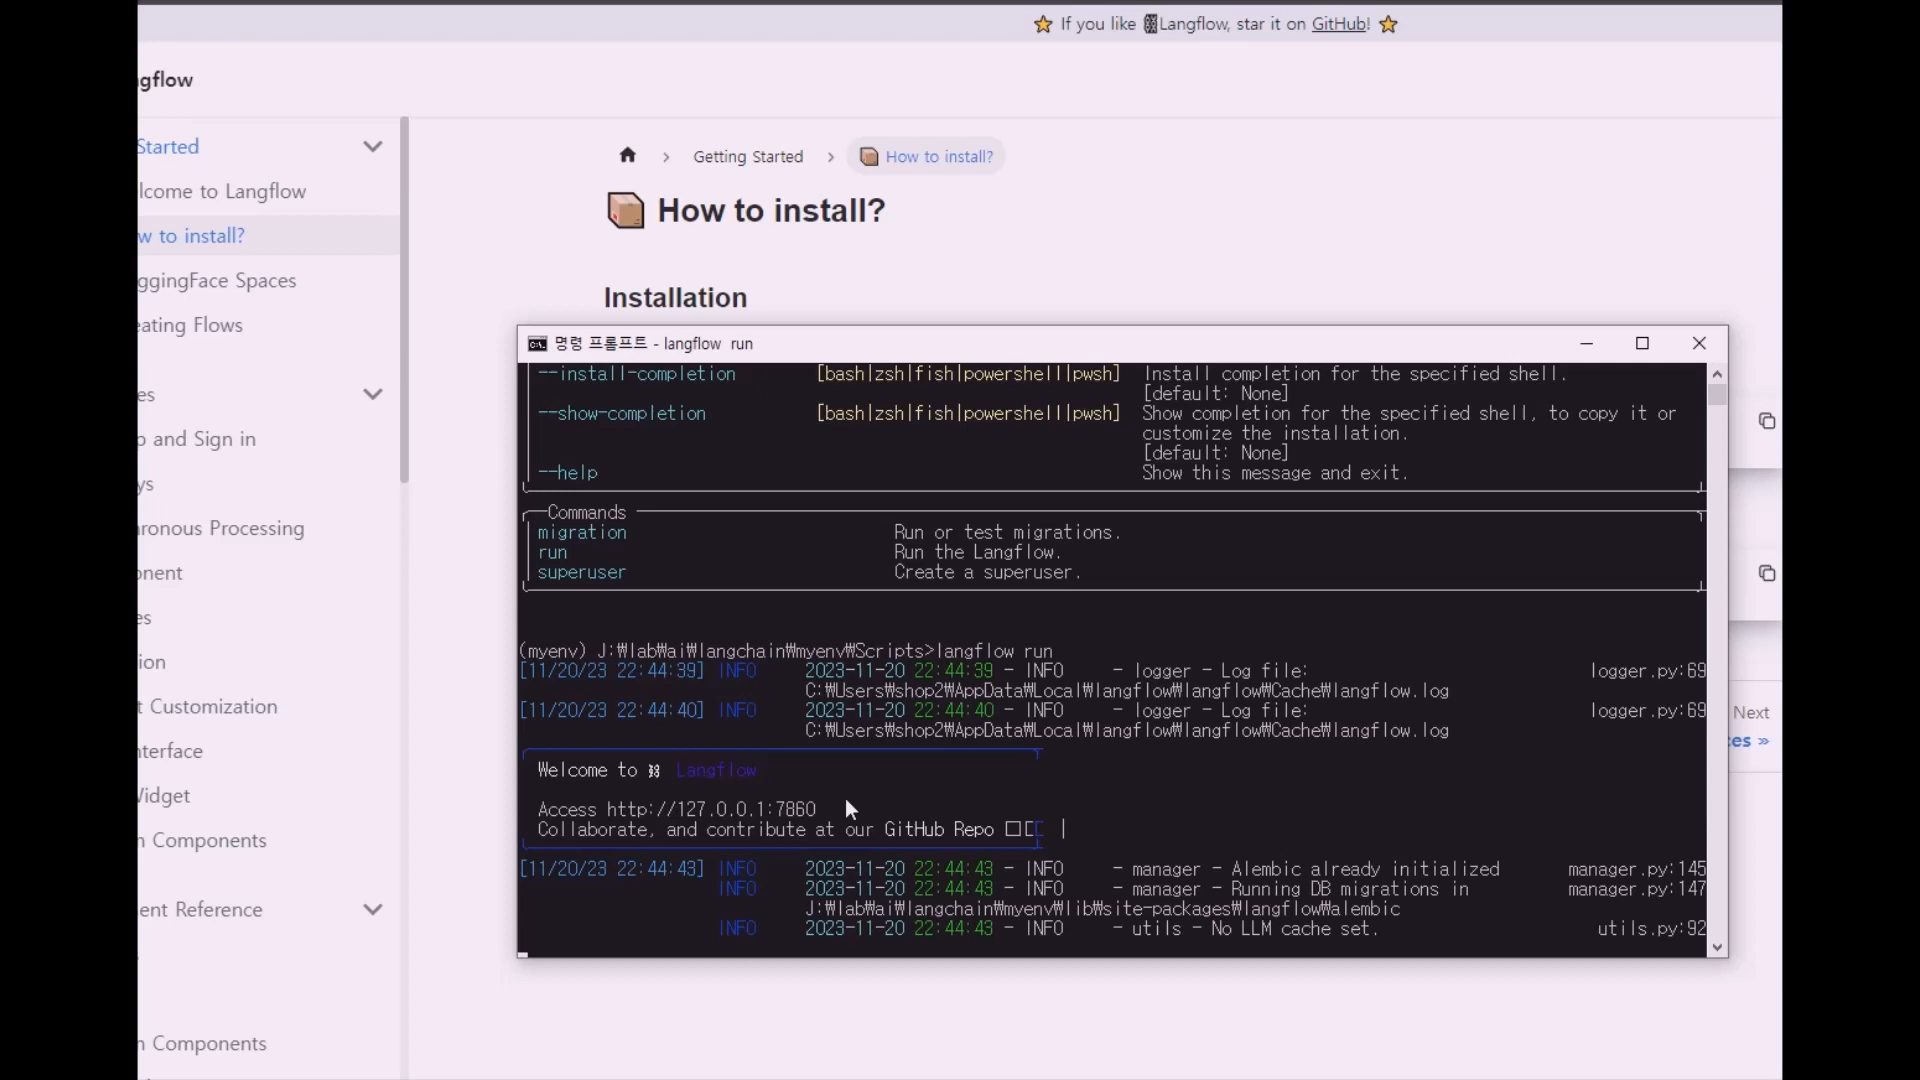 ⭐ If you like ⛓️Langflow, star it on GitHub! ⭐
gflow
Started
lcome to Langflow
w to install?
ggingFace Spaces
ating Flows
es
and Sign in
ys
ronous Processing
onent
es
ion
t Customization
nterface
Widget
Components
ent Reference
Components
Getting Started
How to install?
How to install?
Installation
명령 프롬프트 - langflow  run
--install-completion [bash|zsh|fish|powershell|pwsh] Install completion for the specified shell.
[default: None]
--show-completion [bash|zsh|fish|powershell|pwsh] Show completion for the specified shell, to copy it or
customize the installation.
[default: None]
--help Show this message and exit.
Commands
migration Run or test migrations.
run Run the Langflow.
superuser Create a superuser.
(myenv) J:₩lab₩ai₩langchain₩myenv₩Scripts>langflow run
[11/20/23 22:44:39] INFO 2023-11-20 22:44:39 - INFO - logger - Log file: logger.py:69
C:₩Users₩shop2₩AppData₩Local₩langflow₩langflow₩Cache₩langflow.log
[11/20/23 22:44:40] INFO 2023-11-20 22:44:40 - INFO - logger - Log file: logger.py:69
C:₩Users₩shop2₩AppData₩Local₩langflow₩langflow₩Cache₩langflow.log
Welcome to ⛓ Langflow
Access http://127.0.0.1:7860
Collaborate, and contribute at our GitHub Repo
[11/20/23 22:44:43] INFO 2023-11-20 22:44:43 - INFO - manager - Alembic already initialized manager.py:145
INFO 2023-11-20 22:44:43 - INFO - manager - Running DB migrations in manager.py:147
J:₩lab₩ai₩langchain₩myenv₩lib₩site-packages₩langflow₩alembic
INFO 2023-11-20 22:44:43 - INFO - utils - No LLM cache set. utils.py:92
Next
ces »